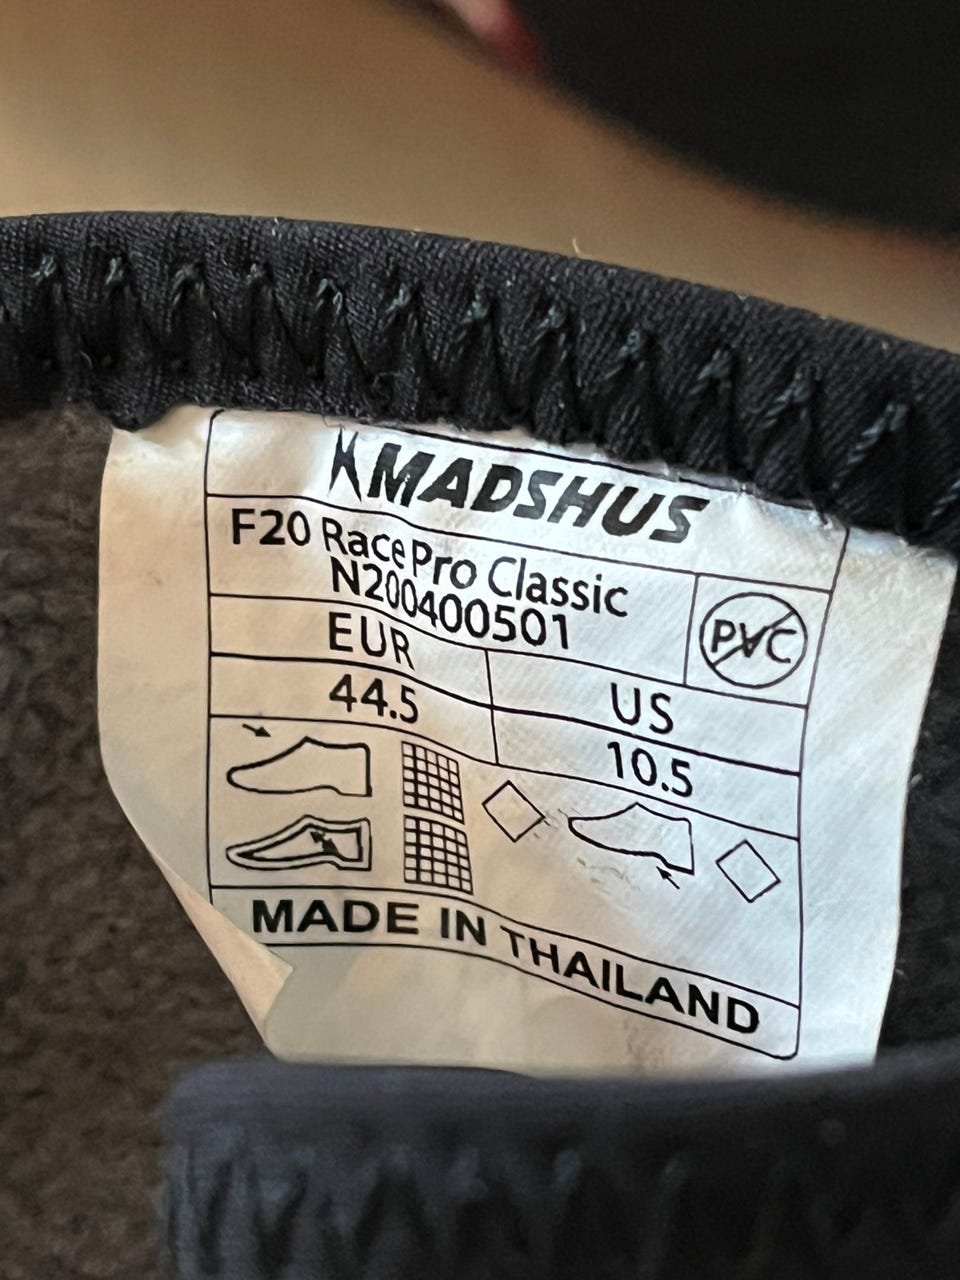 MADSHUS
F20 Race Pro Classic
N200400501
PVC
EUR
US
44.5
10.5
MADE IN THAILAND